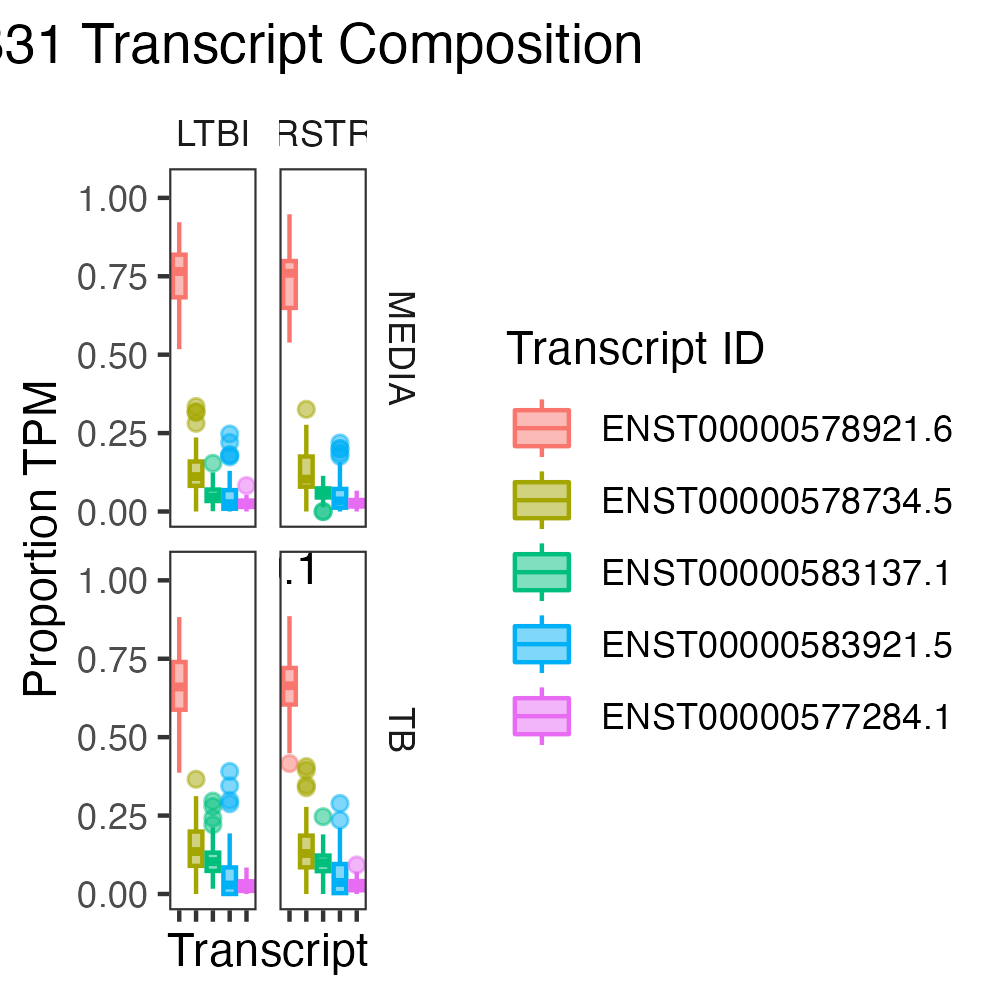 331 Transcript Composition
LTBI RSTR
1.00
0.75
0.50
0.25
0.00
MEDIA
.1
1.00
0.75
0.50
0.25
0.00
TB
Proportion TPM
Transcript
Transcript ID
ENST00000578921.6
ENST00000578734.5
ENST00000583137.1
ENST00000583921.5
ENST00000577284.1